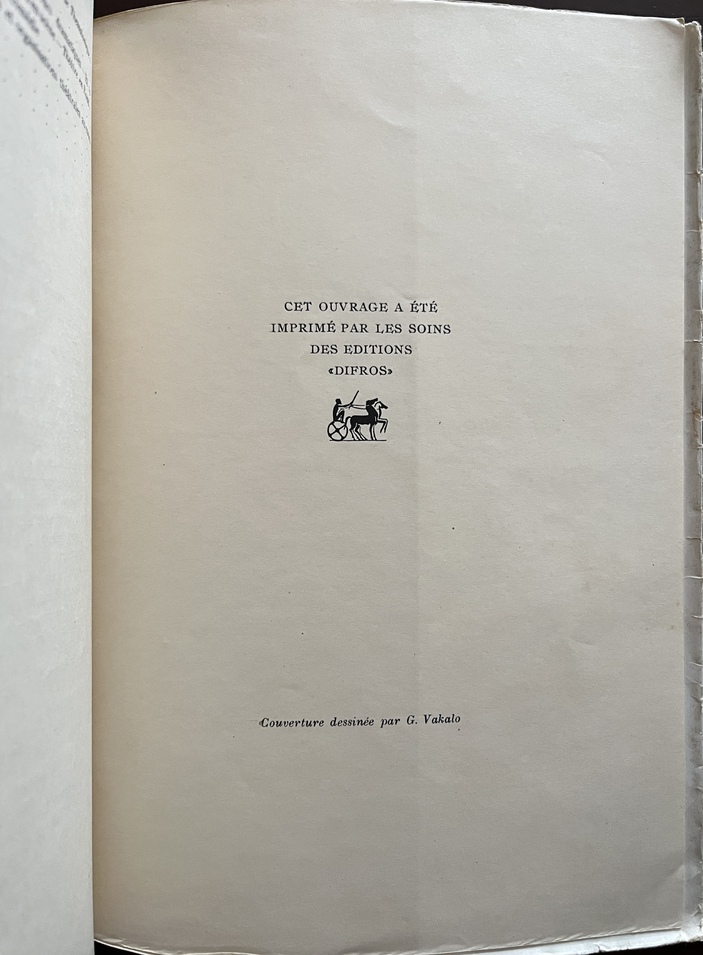 CET OUVRAGE A ÉTÉ
IMPRIMÉ PAR LES SOINS
DES EDITIONS
«DIFROS»
Couverture dessinée par G. Vakalo